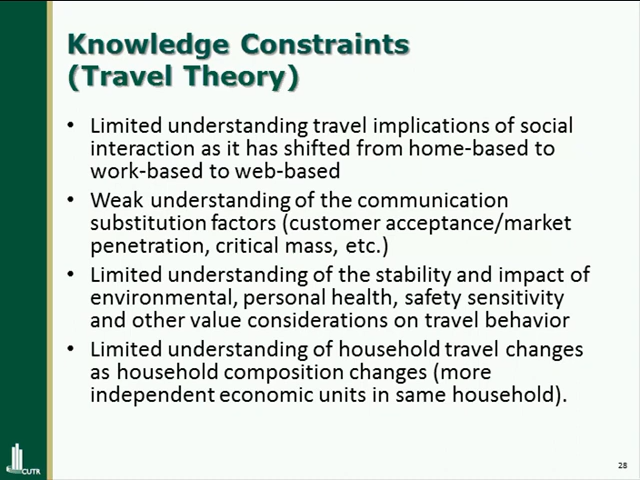 Knowledge Constraints
(Travel Theory)
• Limited understanding travel implications of social
interaction as it has shifted from home-based to
work-based to web-based
• Weak understanding of the communication
substitution factors (customer acceptance/market
penetration, critical mass, etc.)
• Limited understanding of the stability and impact of
environmental, personal health, safety sensitivity
and other value considerations on travel behavior
• Limited understanding of household travel changes
as household composition changes (more
independent economic units in same household).
CUTR
28